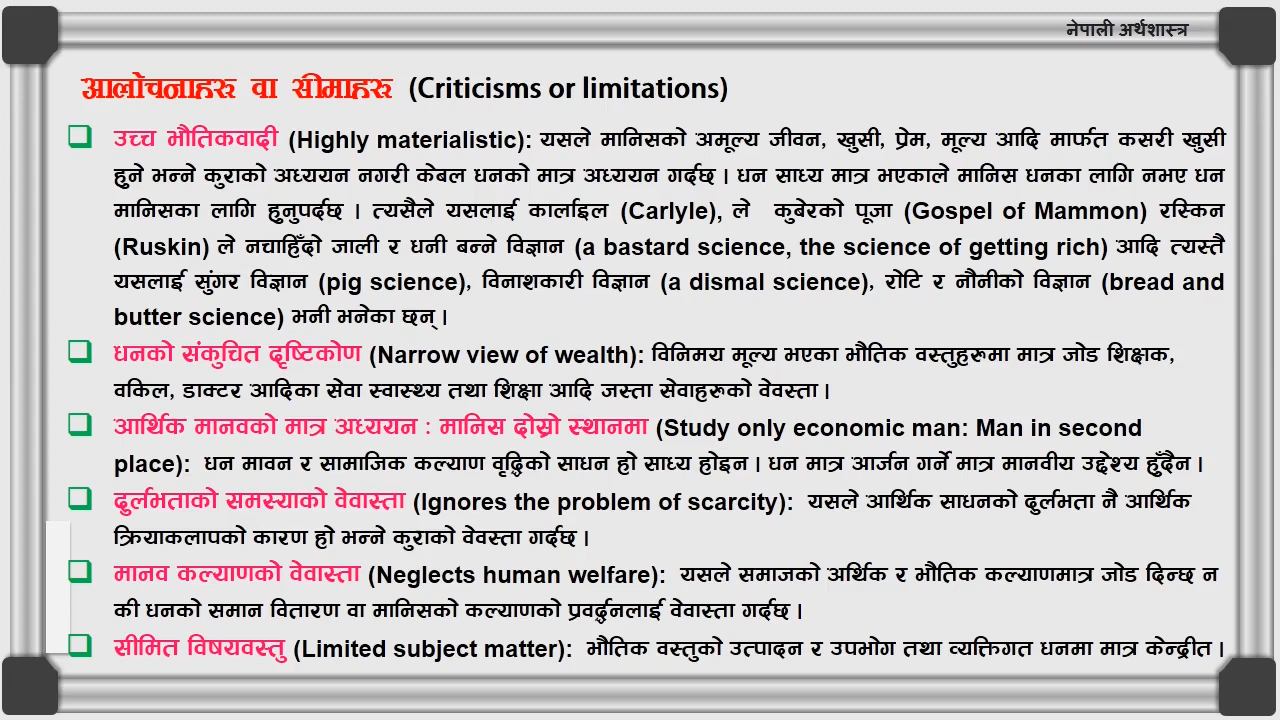 नेपाली अर्थशास्त्र
आलोचनाहरु वा सीमाहरु (Criticisms or limitations)
उच्च भौतिकवादी (Highly materialistic): यसले मानिसको अमूल्य जीवन, खुसी, प्रेम, मूल्य आदि मार्फत कसरी खुसी
हुने भन्ने कुराको अध्ययन नगरी केबल धनको मात्र अध्ययन गर्दछ । धन साध्य मात्र भएकाले मानिस धनका लागि नभए धन
मानिसका लागि हुनुपर्दछ । त्यसैले यसलाई कार्लाइल (Carlyle), ले कुबेरको पूजा (Gospel of Mammon) रस्किन
(Ruskin) ले नचाहिँदो जाली र धनी बन्ने विज्ञान (a bastard science, the science of getting rich) आदि त्यस्तै
यसलाई सुंगर विज्ञान (pig science), विनाशकारी विज्ञान (a dismal science), रोटि र नौनीको विज्ञान (bread and
butter science) भनी भनेका छन् ।
धनको संकुचित दृष्टिकोण (Narrow view of wealth): विनिमय मूल्य भएका भौतिक वस्तुहरूमा मात्र जोड शिक्षक,
वकिल, डाक्टर आदिका सेवा स्वास्थ्य तथा शिक्षा आदि जस्ता सेवाहरूको वेवस्ता ।
आर्थिक मानवको मात्र अध्ययन : मानिस दोस्रो स्थानमा (Study only economic man: Man in second
place): धन मावन र सामाजिक कल्याण वृद्धिको साधन हो साध्य होइन । धन मात्र आर्जन गर्ने मात्र मानवीय उद्देश्य हुँदैन ।
दुर्लभताको समस्याको वेवास्ता (Ignores the problem of scarcity): यसले आर्थिक साधनको दुर्लभता नै आर्थिक
क्रियाकलापको कारण हो भन्ने कुराको वेवस्ता गर्दछ ।
मानव कल्याणको वेवास्ता (Neglects human welfare): यसले समाजको अर्थिक र भौतिक कल्याणमात्र जोड दिन्छ न
की धनको समान वितारण वा मानिसको कल्याणको प्रवर्द्धनलाई वेवास्ता गर्दछ ।
सीमित विषयवस्तु (Limited subject matter): भौतिक वस्तुको उत्पादन र उपभोग तथा व्यक्तिगत धनमा मात्र केन्द्रीत ।